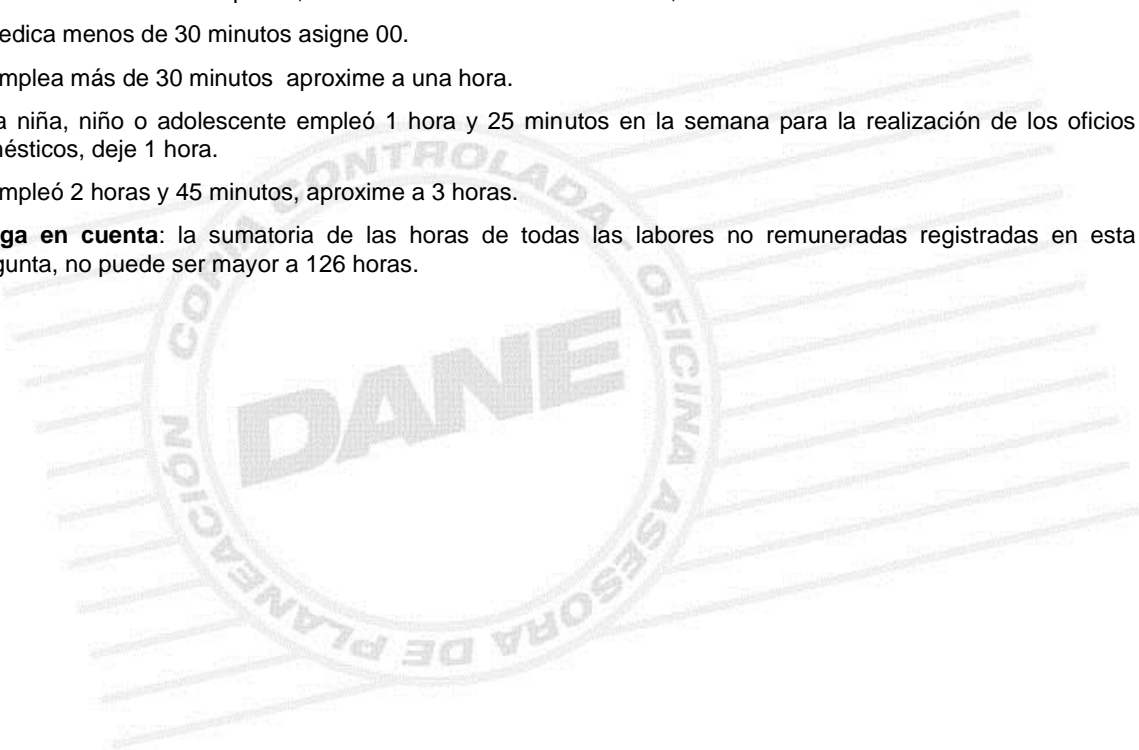 edica menos de 30 minutos asigne 00.
mplea más de 30 minutos aproxime a una hora.
a niña, niño o adolescente empleó 1 hora y 25 minutos en la semana para la realización de los oficios
nésticos, deje 1 hora.
mpleó 2 horas y 45 minutos, aproxime a 3 horas.
ga en cuenta: la sumatoria de las horas de todas las labores no remuneradas registradas en esta
gunta, no puede ser mayor a 126 horas.
COPIA CONTROLADA - OFICINA ASESORA DE PLANEACIÓN
DANE